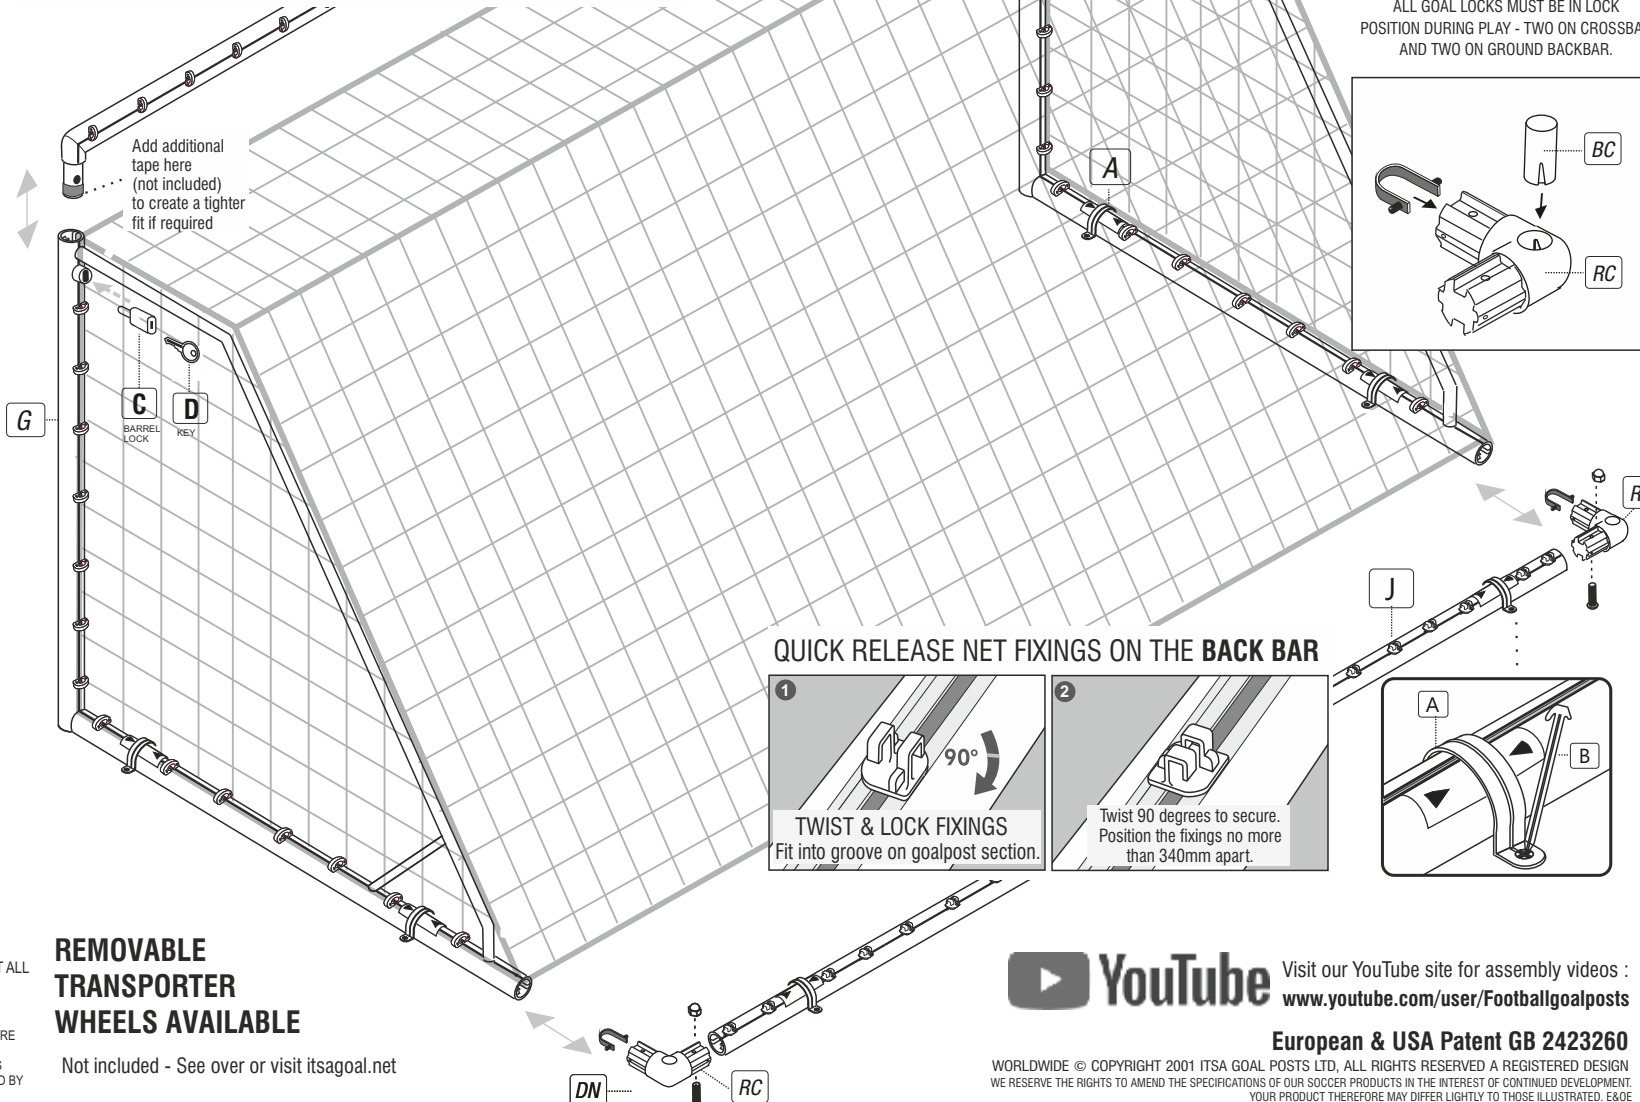 ALL GOAL LOCKS MUST BE IN LOCK
POSITION DURING PLAY - TWO ON CROSSBA
AND TWO ON GROUND BACKBAR.
BC
RC
Add additional
tape here
(not included)
to create a tighter
fit if required
A
G
C
BARREL
LOCK
D
KEY
R
J
QUICK RELEASE NET FIXINGS ON THE BACK BAR
1
90°
TWIST & LOCK FIXINGS
Fit into groove on goalpost section.
2
Twist 90 degrees to secure.
Position the fixings no more
than 340mm apart.
A
B
T ALL
RE
S
D BY
REMOVABLE
TRANSPORTER
WHEELS AVAILABLE
Not included - See over or visit itsagoal.net
DN
RC
YouTube
Visit our YouTube site for assembly videos :
www.youtube.com/user/Footballgoalposts
European & USA Patent GB 2423260
WORLDWIDE © COPYRIGHT 2001 ITSA GOAL POSTS LTD, ALL RIGHTS RESERVED A REGISTERED DESIGN
WE RESERVE THE RIGHTS TO AMEND THE SPECIFICATIONS OF OUR SOCCER PRODUCTS IN THE INTEREST OF CONTINUED DEVELOPMENT.
YOUR PRODUCT THEREFORE MAY DIFFER LIGHTLY TO THOSE ILLUSTRATED. E&OE